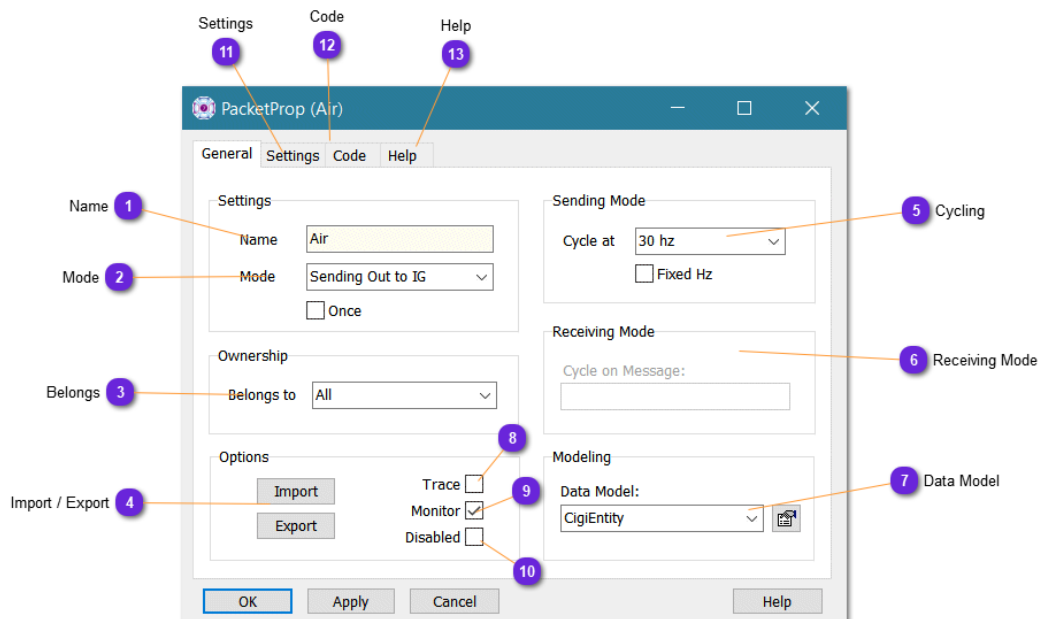 Settings
11
Code
12
Help
13
PacketProp (Air)
General Settings Code Help
Name 1
Settings
Name Air
Mode 2
Mode Sending Out to IG
Once
Sending Mode
Cycle at 30 hz
Fixed Hz
5 Cycling
Ownership
Belongs 3
Belongs to All
Receiving Mode
Cycle on Message:
6 Receiving Mode
Options
Import / Export 4
Import
Export
Trace
8
Monitor
9
Disabled
10
Modeling
Data Model:
CigiEntity
7 Data Model
OK Apply Cancel Help